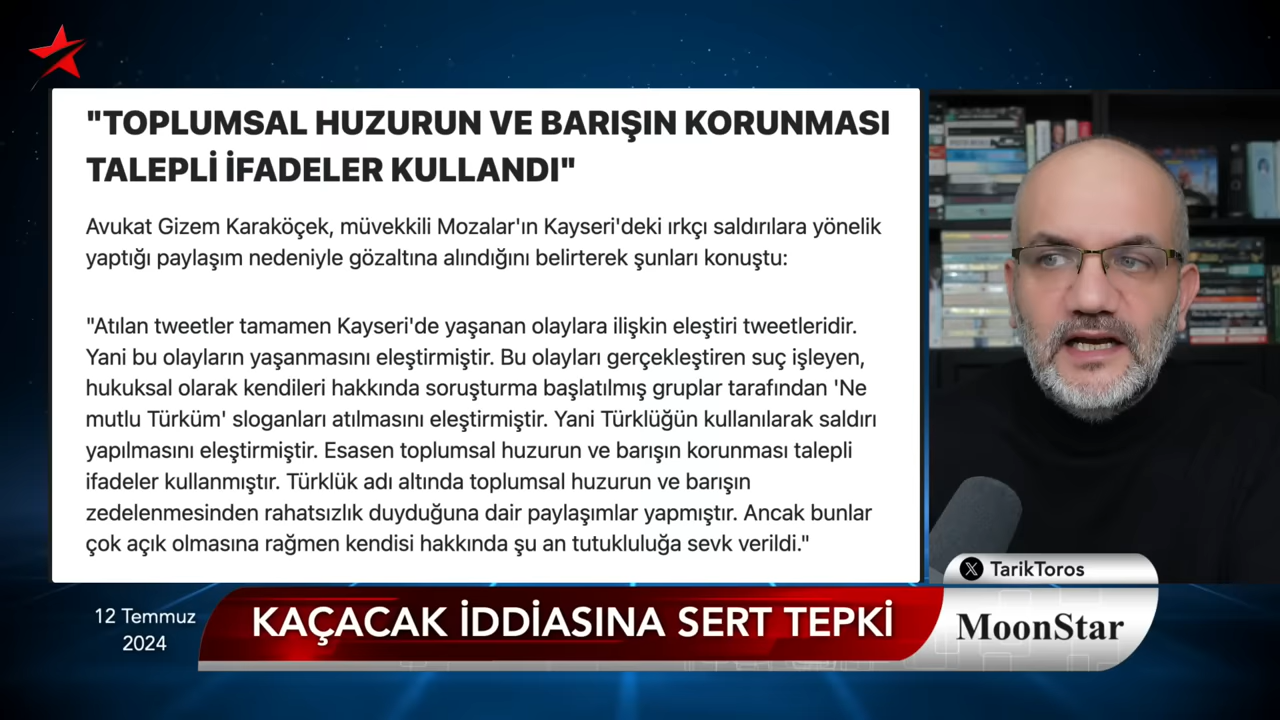 "TOPLUMSAL HUZURUN VE BARIŞIN KORUNMASI
TALEPLİ İFADELER KULLANDI"
Avukat Gizem Karaköçek, müvekkili Mozalar'ın Kayseri'deki ırkçı saldırılara yönelik
yaptığı paylaşım nedeniyle gözaltına alındığını belirterek şunları konuştu:
"Atılan tweetler tamamen Kayseri'de yaşanan olaylara ilişkin eleştiri tweetleridir.
Yani bu olayların yaşanmasını eleştirmiştir. Bu olayları gerçekleştiren suç işleyen,
hukuksal olarak kendileri hakkında soruşturma başlatılmış gruplar tarafından 'Ne
mutlu Türküm' sloganları atılmasını eleştirmiştir. Yani Türklüğün kullanılarak saldırı
yapılmasını eleştirmiştir. Esasen toplumsal huzurun ve barışın korunması talepli
ifadeler kullanmıştır. Türklük adı altında toplumsal huzurun ve barışın
zedelenmesinden rahatsızlık duyduğuna dair paylaşımlar yapmıştır. Ancak bunlar
çok açık olmasına rağmen kendisi hakkında şu an tutukluluğa sevk verildi."
X TarikToros
12 Temmuz
2024
KAÇACAK İDDİASINA SERT TEPKİ
MoonStar